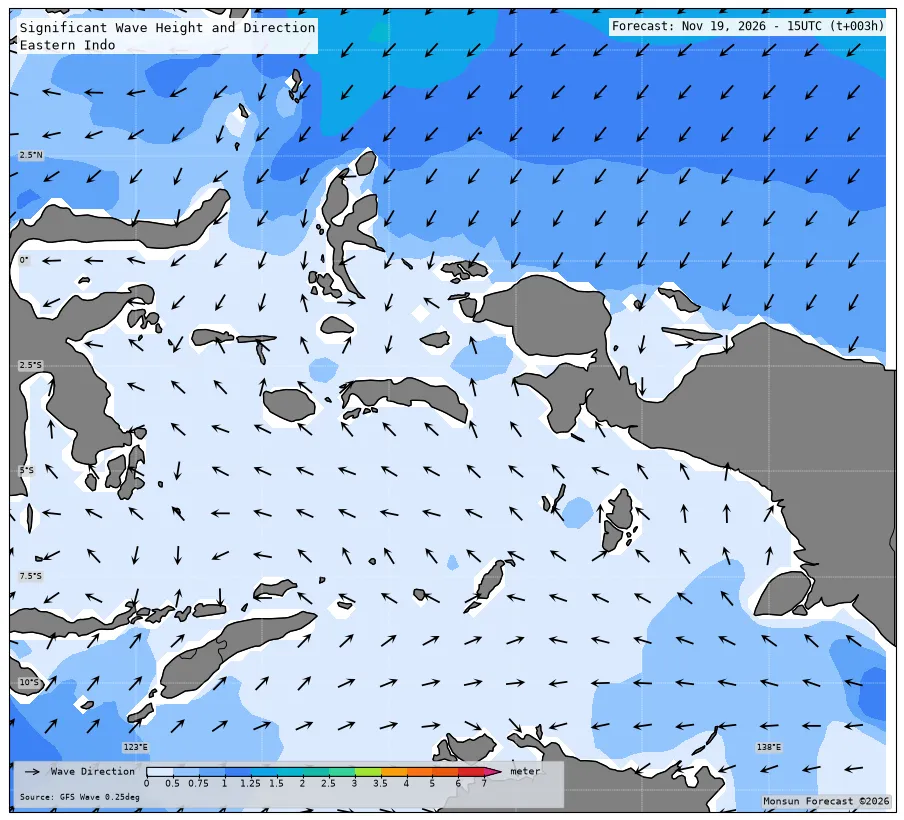 Significant Wave Height and Direction
Eastern Indo
Forecast: Nov 19, 2026 - 15UTC (t+003h)
2.5°N
0°
2.5°S
5°S
7.5°S
10°S
123°E
138°E
Wave Direction
meter
0 0.5 0.75 1 1.25 1.5 2 2.5 3 3.5 4 5 6 7
Source: GFS Wave 0.25deg
Monsun Forecast ©2026